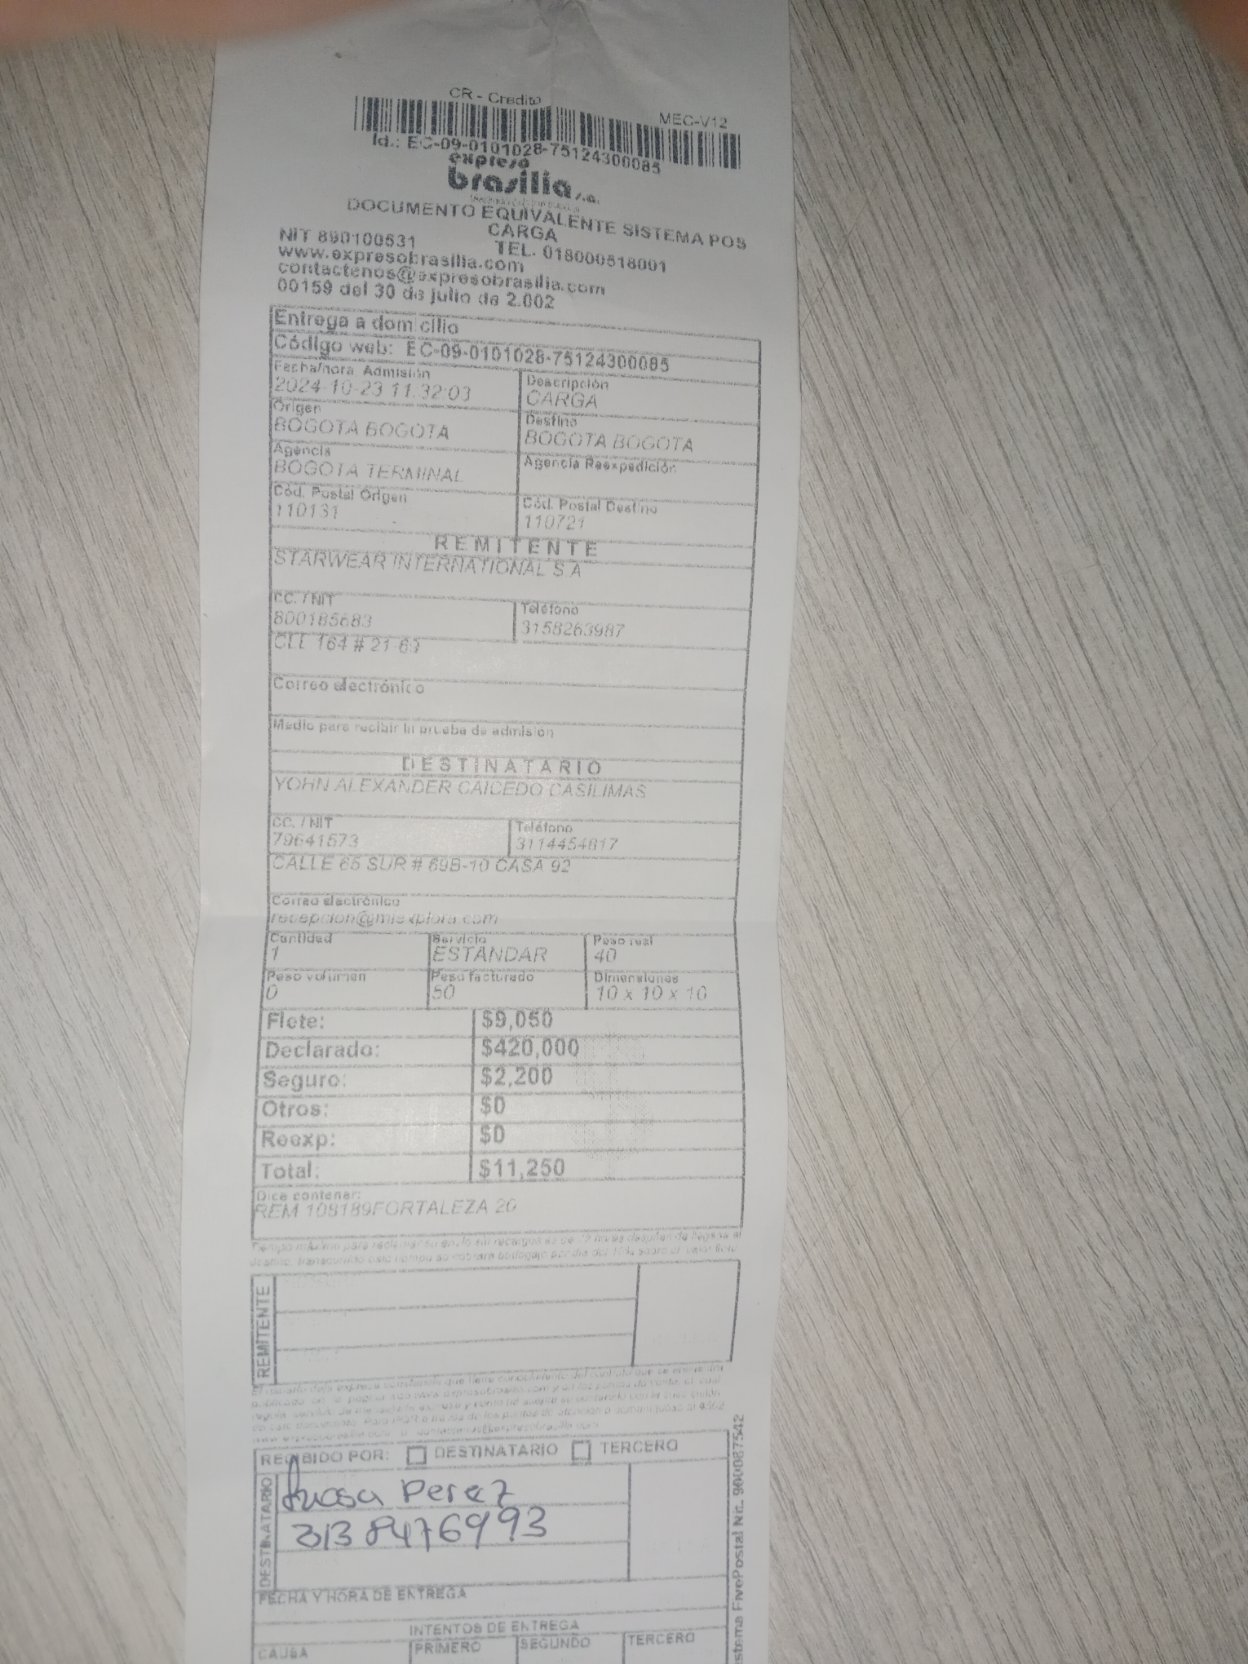 CR - Credito
MEC-V12
Id.: EC-09-0101028-75124300085
expreso
brasilia s.a.
DOCUMENTO EQUIVALENTE SISTEMA POS
CARGA
NIT 890100531 TEL. 018000518001
www.expresobrasilia.com
contactenos@expresobrasilia.com
00159 del 30 de julio de 2.002
Entrega a domicilio
Código web: EC-09-0101028-75124300085
Fecha/hora Admisión Descripción
2024-10-23 11:32:03 CARGA
Origen Destino
BOGOTA BOGOTA BOGOTA BOGOTA
Agencia Agencia Reexpedición
BOGOTA TERMINAL
Cód. Postal Origen Cód. Postal Destino
110131 110721
REMITENTE
STARWEAR INTERNATIONAL S.A
CC. / NIT Teléfono
800185683 3158263987
CLL 164 # 21 67
Correo electrónico
Medio para recibir la prueba de admisión
DESTINATARIO
YOHN ALEXANDER CAICEDO CASILIMAS
CC. / NIT Teléfono
79641573 3114454817
CALLE 65 SUR # 69B-10 CASA 92
Correo electrónico
recepcion@miexplora.com
Cantidad Servicio Peso real
1 ESTANDAR 40
Peso volumen Peso facturado Dimensiones
0 50 10 x 10 x 10
Flete: $9,050
Declarado: $420,000
Seguro: $2,200
Otros: $0
Reexp: $0
Total: $11,250
Dice contener:
REM 108189FORTALEZA 20
REMITENTE
RECIBIDO POR: DESTINATARIO TERCERO
DESTINATARIO
Perez
3138476993
FECHA Y HORA DE ENTREGA
INTENTOS DE ENTREGA
CAUSA PRIMERO SEGUNDO TERCERO
FivePostal Nit. 900087542